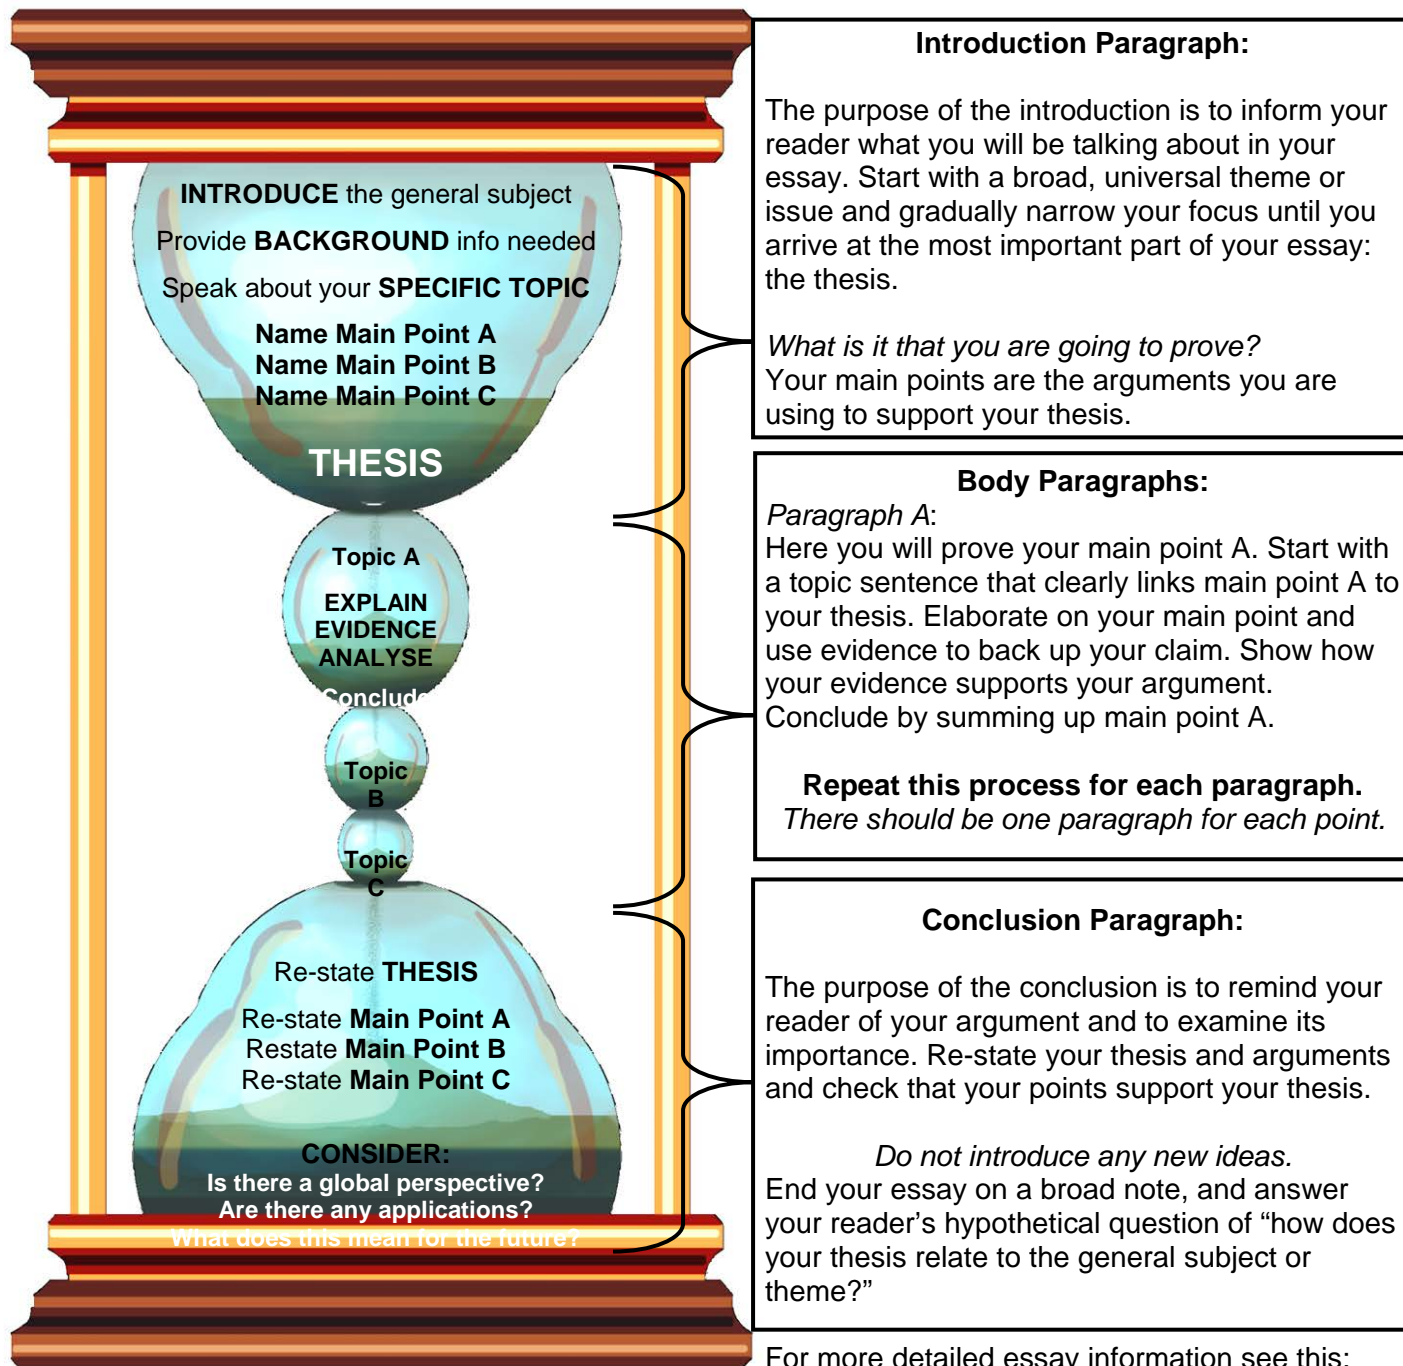 INTRODUCE the general subject
Provide BACKGROUND info needed
Speak about your SPECIFIC TOPIC
Name Main Point A
Name Main Point B
Name Main Point C
THESIS
Topic A
EXPLAIN
EVIDENCE
ANALYSE
Conclude
Topic
B
Topic
C
Re-state THESIS
Re-state Main Point A
Restate Main Point B
Re-state Main Point C
CONSIDER:
Is there a global perspective?
Are there any applications?
What does this mean for the future?
Introduction Paragraph:
The purpose of the introduction is to inform your
reader what you will be talking about in your
essay. Start with a broad, universal theme or
issue and gradually narrow your focus until you
arrive at the most important part of your essay:
the thesis.
What is it that you are going to prove?
Your main points are the arguments you are
using to support your thesis.
Body Paragraphs:
Paragraph A:
Here you will prove your main point A. Start with
a topic sentence that clearly links main point A to
your thesis. Elaborate on your main point and
use evidence to back up your claim. Show how
your evidence supports your argument.
Conclude by summing up main point A.
Repeat this process for each paragraph.
There should be one paragraph for each point.
Conclusion Paragraph:
The purpose of the conclusion is to remind your
reader of your argument and to examine its
importance. Re-state your thesis and arguments
and check that your points support your thesis.
Do not introduce any new ideas.
End your essay on a broad note, and answer
your reader’s hypothetical question of “how does
your thesis relate to the general subject or
theme?”
For more detailed essay information see this: